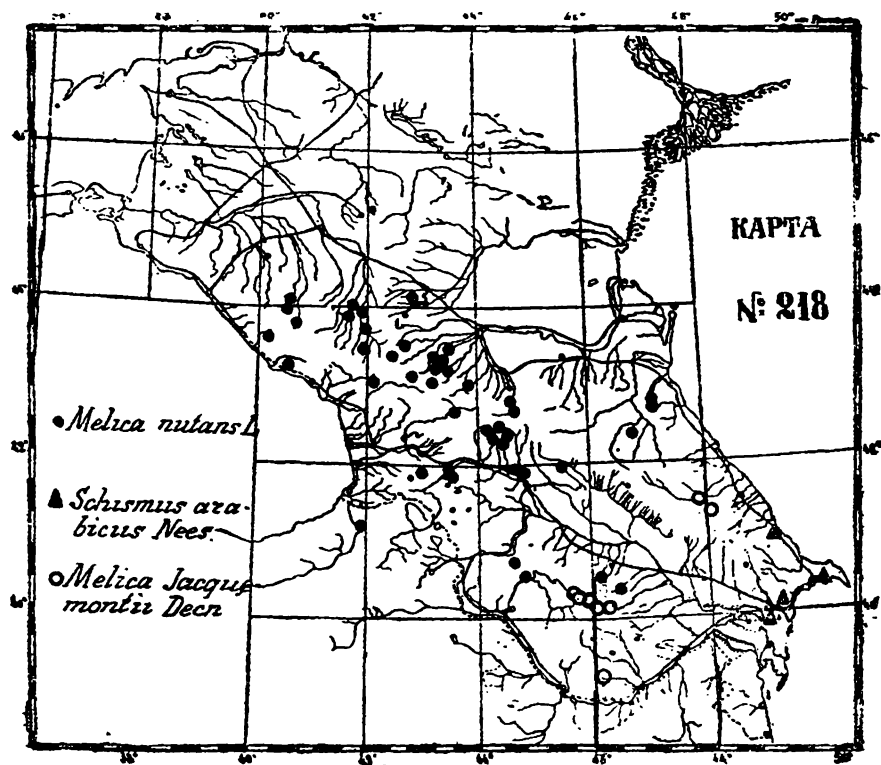 КАРТА
№ 218
Melica nutans L
Schismus ara-
bicus Nees.
Melica Jacque
montii Decn